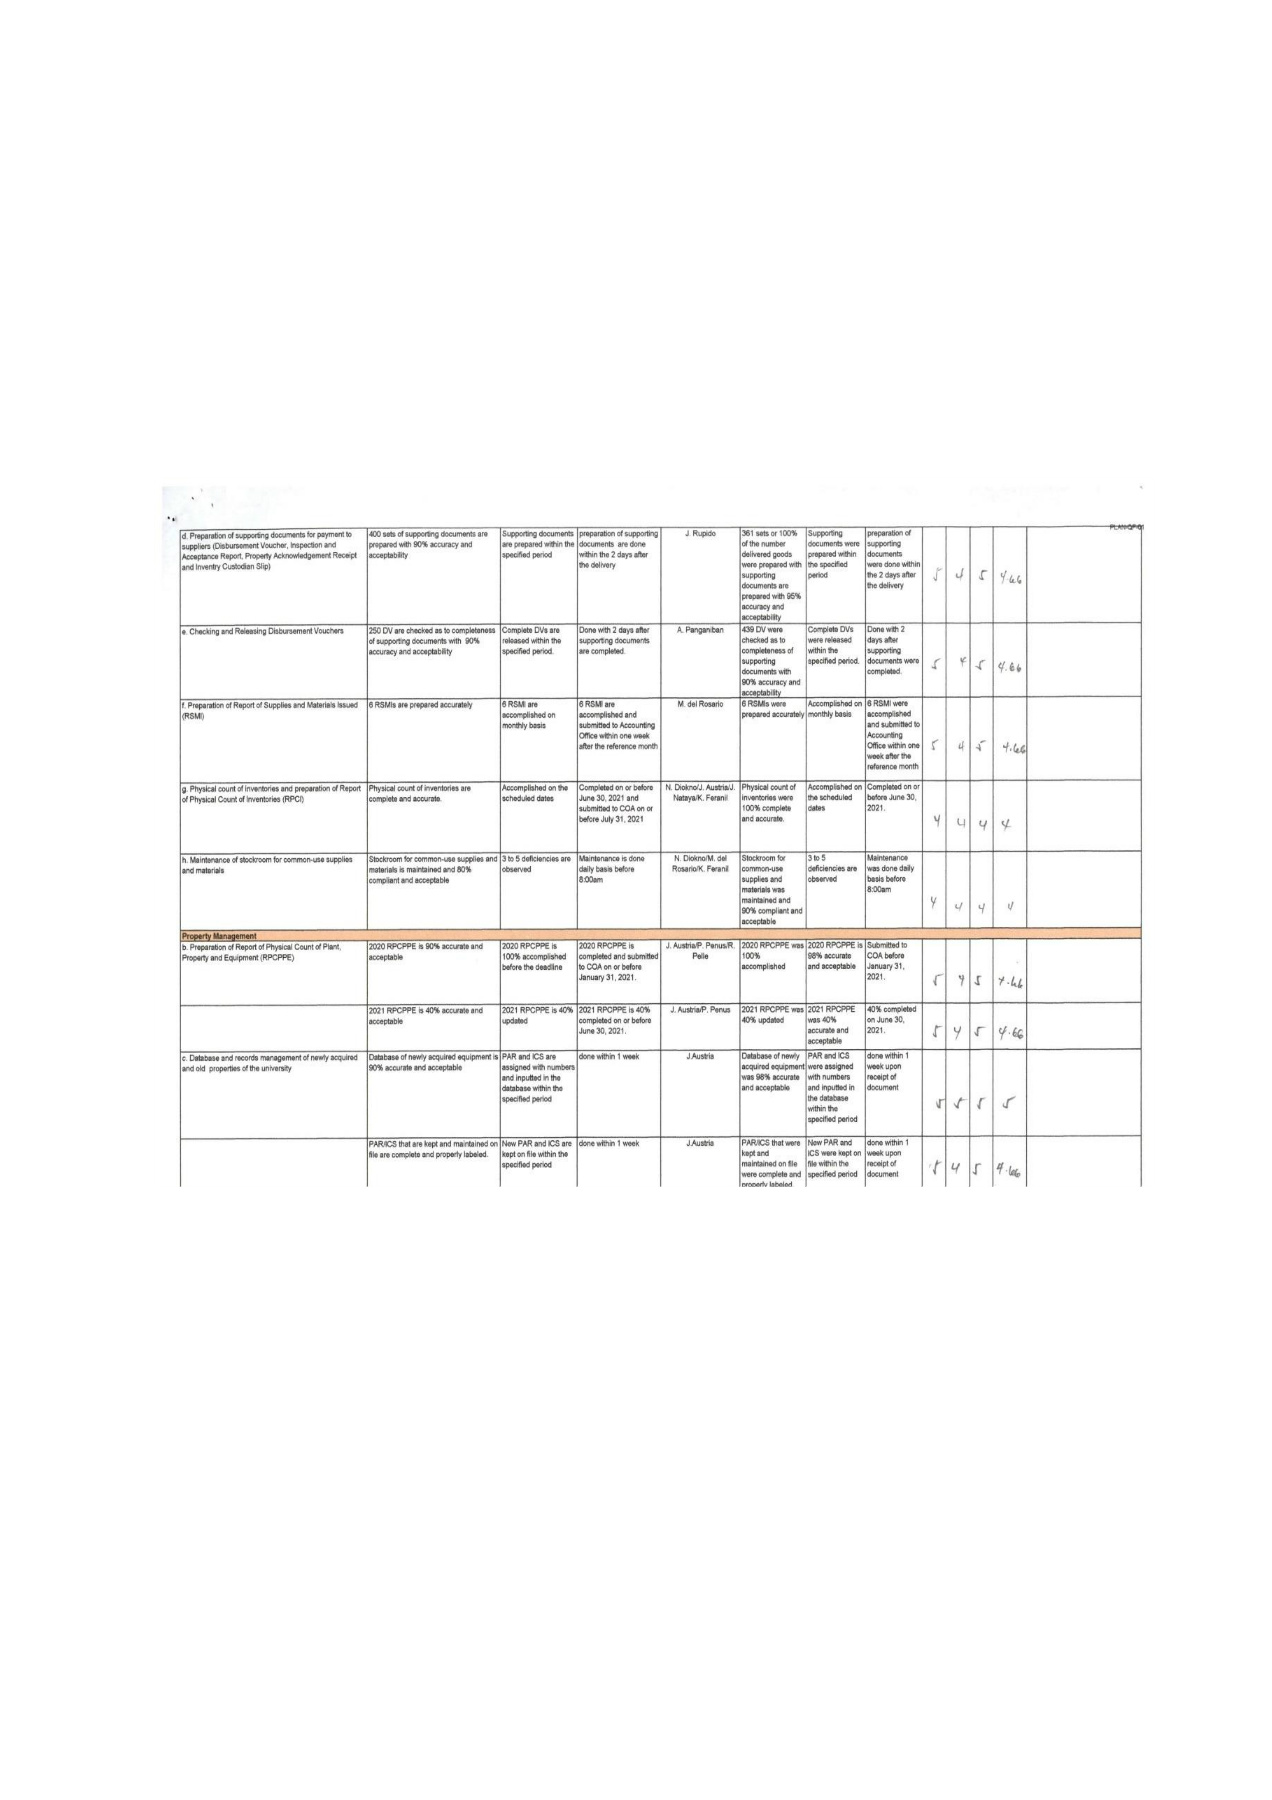 PLAN-QF-01
d. Preparation of supporting documents for payment to
suppliers (Disbursement Voucher, Inspection and
Acceptance Report, Property Acknowledgement Receipt
and Inventry Custodian Slip)
400 sets of supporting documents are
prepared with 90% accuracy and
acceptability
Supporting documents
are prepared within the
specified period
preparation of supporting
documents are done
within the 2 days after
the delivery
J. Rupido
361 sets or 100%
of the number
delivered goods
were prepared with
supporting
documents are
prepared with 95%
accuracy and
acceptability
Supporting
documents were
prepared within
the specified
period
preparation of
supporting
documents
were done within
the 2 days after
the delivery
5 4 5 4.66
e. Checking and Releasing Disbursement Vouchers
250 DV are checked as to completeness
of supporting documents with 90%
accuracy and acceptability
Complete DVs are
released within the
specified period.
Done with 2 days after
supporting documents
are completed.
A. Panganiban
439 DV were
checked as to
completeness of
supporting
documents with
90% accuracy and
acceptability
Complete DVs
were released
within the
specified period.
Done with 2
days after
supporting
documents were
completed.
5 4 5 4.66
f. Preparation of Report of Supplies and Materials Issued
(RSMI)
6 RSMIs are prepared accurately
6 RSMI are
accomplished on
monthly basis
6 RSMI are
accomplished and
submitted to Accounting
Office within one week
after the reference month
M. del Rosario
6 RSMIs were
prepared accurately
Accomplished on
monthly basis
6 RSMI were
accomplished
and submitted to
Accounting
Office within one
week after the
reference month
5 4 5 4.66
g. Physical count of inventories and preparation of Report
of Physical Count of Inventories (RPCI)
Physical count of inventories are
complete and accurate.
Accomplished on the
scheduled dates
Completed on or before
June 30, 2021 and
submitted to COA on or
before July 31, 2021
N. Diokno/J. Austria/J.
Nataya/K. Feranil
Physical count of
inventories were
100% complete
and accurate.
Accomplished on
the scheduled
dates
Completed on or
before June 30,
2021.
4 4 4 4
h. Maintenance of stockroom for common-use supplies
and materials
Stockroom for common-use supplies and
materials is maintained and 80%
compliant and acceptable
3 to 5 deficiencies are
observed
Maintenance is done
daily basis before
8:00am
N. Diokno/M. del
Rosario/K. Feranil
Stockroom for
common-use
supplies and
materials was
maintained and
90% compliant and
acceptable
3 to 5
deficiencies are
observed
Maintenance
was done daily
basis before
8:00am
4 4 4 4
Property Management
b. Preparation of Report of Physical Count of Plant,
Property and Equipment (RPCPPE)
2020 RPCPPE is 90% accurate and
acceptable
2020 RPCPPE is
100% accomplished
before the deadline
2020 RPCPPE is
completed and submitted
to COA on or before
January 31, 2021.
J. Austria/P. Penus/R.
Pelle
2020 RPCPPE was
100%
accomplished
2020 RPCPPE is
98% accurate
and acceptable
Submitted to
COA before
January 31,
2021.
5 4 5 4.66
2021 RPCPPE is 40% accurate and
acceptable
2021 RPCPPE is 40%
updated
2021 RPCPPE is 40%
completed on or before
June 30, 2021.
J. Austria/P. Penus
2021 RPCPPE was
40% updated
2021 RPCPPE
was 40%
accurate and
acceptable
40% completed
on June 30,
2021.
5 4 5 4.66
c. Database and records management of newly acquired
and old properties of the university
Database of newly acquired equipment is
90% accurate and acceptable
PAR and ICS are
assigned with numbers
and inputted in the
database within the
specified period
done within 1 week
J.Austria
Database of newly
acquired equipment
was 98% accurate
and acceptable
PAR and ICS
were assigned
with numbers
and inputted in
the database
within the
specified period
done within 1
week upon
receipt of
document
5 5 5 5
PAR/ICS that are kept and maintained on
file are complete and properly labeled.
New PAR and ICS are
kept on file within the
specified period
done within 1 week
J.Austria
PAR/ICS that were
kept and
maintained on file
were complete and
properly labeled
New PAR and
ICS were kept on
file within the
specified period
done within 1
week upon
receipt of
document
5 4 5 4.66